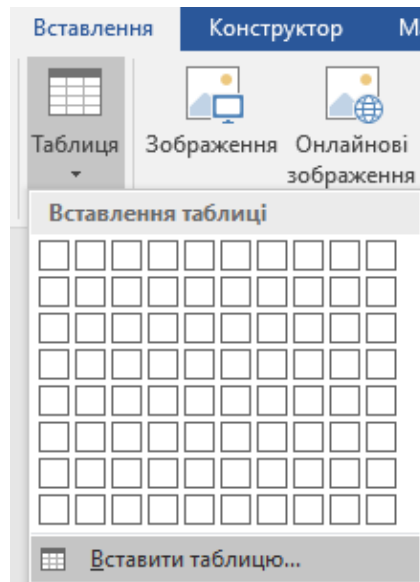 Вставлення Конструктор М
Таблиця Зображення Онлайнові
зображення
Вставлення таблиці
Вставити таблицю...